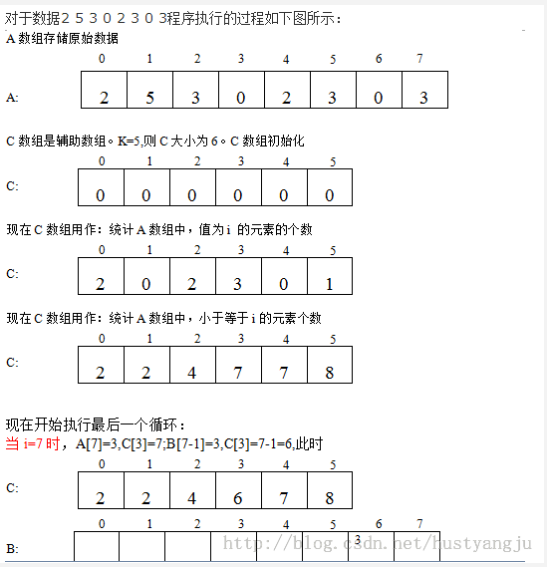 对于数据２５３０２３０３程序执行的过程如下图所示：
A 数组存储原始数据
0 1 2 3 4 5 6 7
A: 2 5 3 0 2 3 0 3
C 数组是辅助数组。K=5,则 C 大小为 6。C 数组初始化
0 1 2 3 4 5
C: 0 0 0 0 0 0
现在 C 数组用作：统计 A 数组中，值为 i 的元素的个数
0 1 2 3 4 5
C: 2 0 2 3 0 1
现在 C 数组用作：统计 A 数组中，小于等于 i 的元素个数
0 1 2 3 4 5
C: 2 2 4 7 7 8
现在开始执行最后一个循环：
当 i=7 时，A[7]=3,C[3]=7;B[7-1]=3,C[3]=7-1=6,此时
0 1 2 3 4 5
C: 2 2 4 6 7 8
0 1 2 3 4 5 6 7
B: 3
http://blog.csdn.net/hustyangju